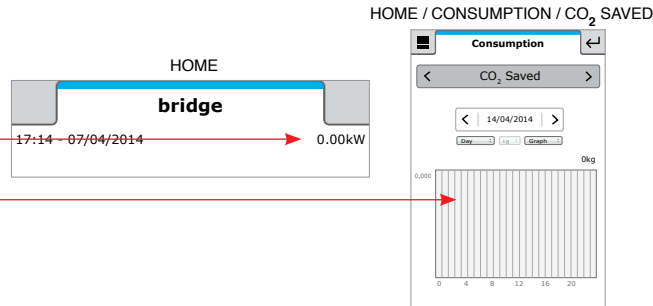 HOME / CONSUMPTION / CO2 SAVED
Consumption
HOME
CO2 Saved
bridge
14/04/2014
17:14 - 07/04/2014 0.00kW
Day kg Graph
0kg
0,000
0 4 8 12 16 20